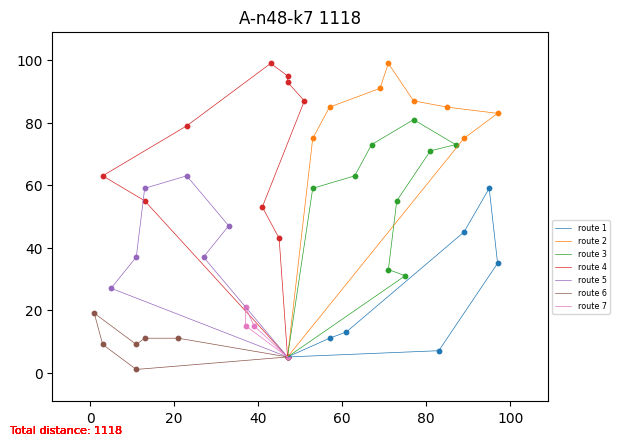 A-n48-k7 1118
100
80
60
40
20
0
0 20 40 60 80 100
route 1
route 2
route 3
route 4
route 5
route 6
route 7
Total distance: 1118